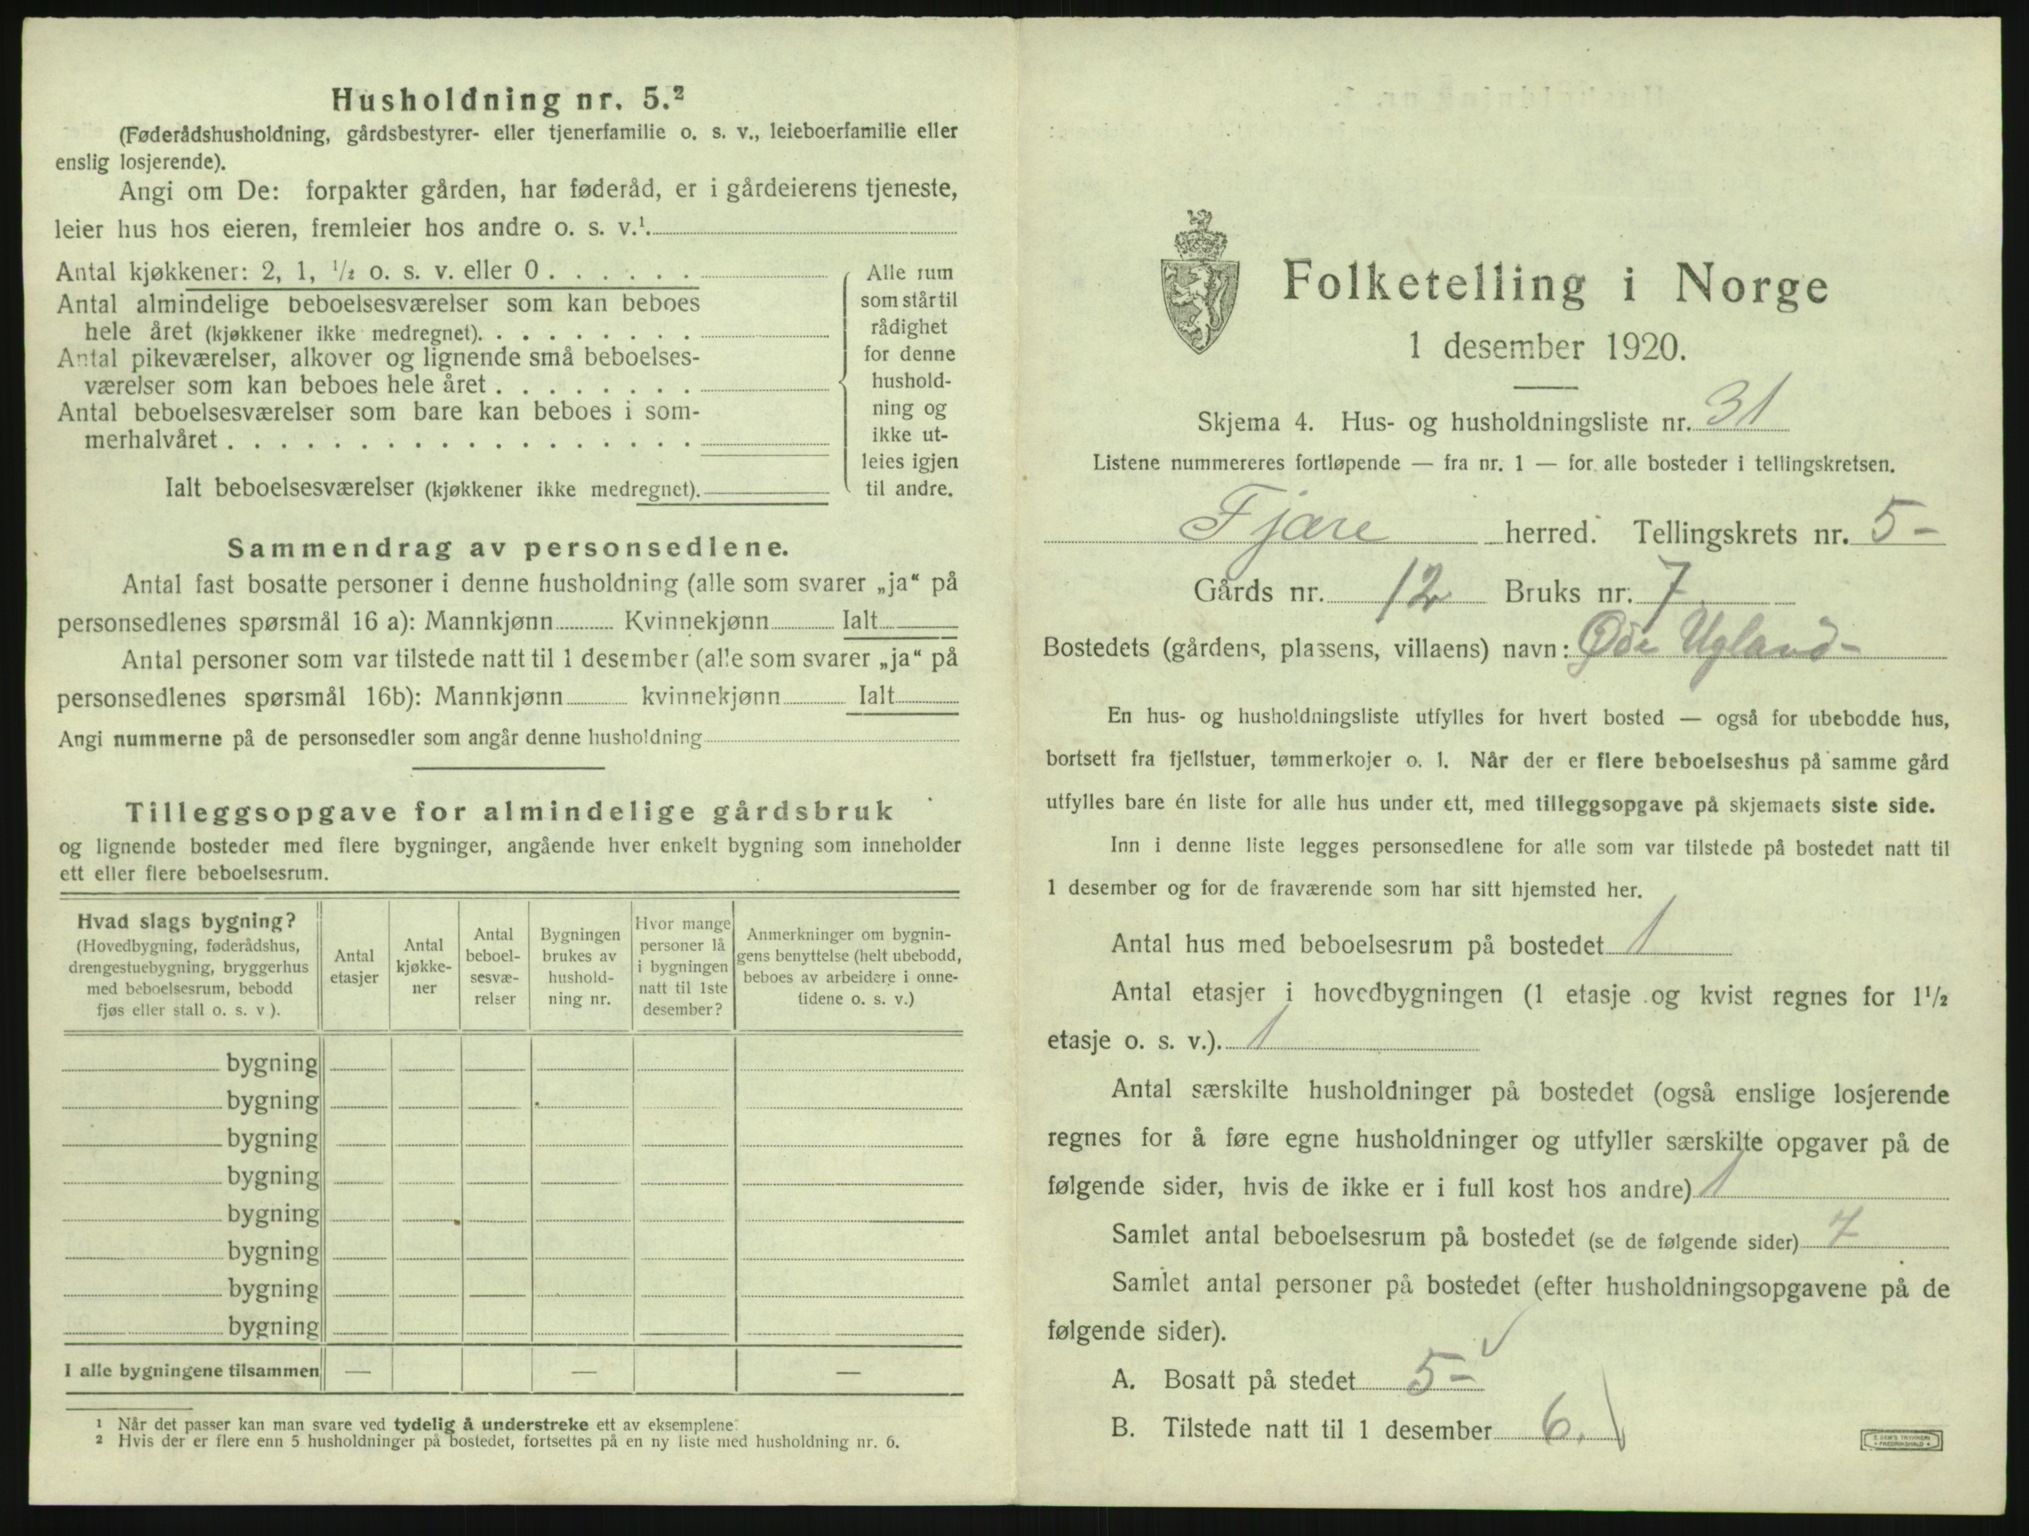 Husholdning nr. 5.²
(Føderådshusholdning, gårdsbestyrer- eller tjenerfamilie o. s. v., leieboerfamilie eller
enslig losjerende).
Angi om De: forpakter gården, har føderåd, er i gårdeierens tjeneste,
leier hus hos eieren, fremleier hos andre o. s. v.¹
Antal kjøkkener: 2, 1, ½ o. s. v. eller 0
Antal almindelige beboelsesværelser som kan beboes
hele året (kjøkkener ikke medregnet)
Antal pikeværelser, alkover og lignende små beboelses-
værelser som kan beboes hele året
Antal beboelsesværelser som bare kan beboes i som-
merhalvåret
Ialt beboelsesværelser (kjøkkener ikke medregnet)
Alle rum
som står til
rådighet
for denne
hushold-
ning og
ikke ut-
leies igjen
til andre.
Sammendrag av personsedlene.
Antal fast bosatte personer i denne husholdning (alle som svarer „ja“ på
personsedlenes spørsmål 16 a): Mannkjønn Kvinnekjønn Ialt
Antal personer som var tilstede natt til 1 desember (alle som svarer „ja“ på
personsedlenes spørsmål 16b): Mannkjønn kvinnekjønn Ialt
Angi nummerne på de personsedler som angår denne husholdning
Tilleggsopgave for almindelige gårdsbruk
og lignende bosteder med flere bygninger, angående hver enkelt bygning som inneholder
ett eller flere beboelsesrum.
Hvad slags bygning?
(Hovedbygning, føderådshus,
drengestuebygning, bryggerhus
med beboelsesrum, bebodd
fjøs eller stall o. s. v).
Antal
etasjer
Antal
kjøkke-
ner
Antal
beboel-
sesvæ-
relser
Bygningen
brukes av
hushold-
ning nr.
Hvor mange
personer lå
i bygningen
natt til 1ste
desember?
Anmerkninger om bygnin-
gens benyttelse (helt ubebodd,
beboes av arbeidere i onne-
tidene o. s. v.)
bygning
bygning
bygning
bygning
bygning
bygning
bygning
bygning
I alle bygningene tilsammen — — —
¹ Når det passer kan man svare ved tydelig å understreke ett av eksemplene.
² Hvis der er flere enn 5 husholdninger på bostedet, fortsettes på en ny liste med husholdning nr. 6.
Folketelling i Norge
1 desember 1920.
Skjema 4. Hus- og husholdningsliste nr. 31
Listene nummereres fortløpende — fra nr. 1 — for alle bosteder i tellingskretsen.
Fjære herred. Tellingskrets nr. 5-
Gårds nr. 12 Bruks nr. 7
Bostedets (gårdens, plassens, villaens) navn: Øde Ugland-
En hus- og husholdningsliste utfylles for hvert bosted — også for ubebodde hus,
bortsett fra fjellstuer, tømmerkojer o. l. Når der er flere beboelseshus på samme gård
utfylles bare én liste for alle hus under ett, med tilleggsopgave på skjemaets siste side.
Inn i denne liste legges personsedlene for alle som var tilstede på bostedet natt til
1 desember og for de fraværende som har sitt hjemsted her.
Antal hus med beboelsesrum på bostedet 1
Antal etasjer i hovedbygningen (1 etasje og kvist regnes for 1½
etasje o. s. v.). 1
Antal særskilte husholdninger på bostedet (også enslige losjerende
regnes for å føre egne husholdninger og utfyller særskilte opgaver på de
følgende sider, hvis de ikke er i full kost hos andre) 1
Samlet antal beboelsesrum på bostedet (se de følgende sider) 7
Samlet antal personer på bostedet (efter husholdningsopgavene på de
følgende sider).
A. Bosatt på stedet 5-
B. Tilstede natt til 1 desember 6.